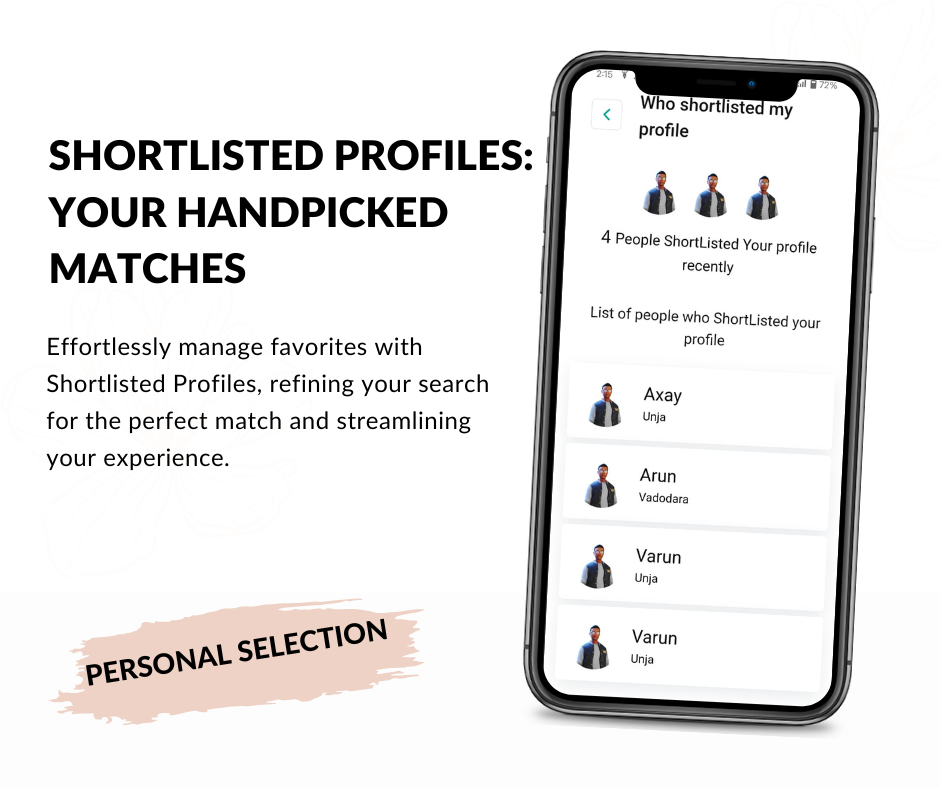 SHORTLISTED PROFILES:
YOUR HANDPICKED
MATCHES
Effortlessly manage favorites with
Shortlisted Profiles, refining your search
for the perfect match and streamlining
your experience.
PERSONAL SELECTION
2:15
72%
Who shortlisted my
profile
4 People ShortListed Your profile
recently
List of people who ShortListed your
profile
Axay
Unja
Arun
Vadodara
Varun
Unja
Varun
Unja